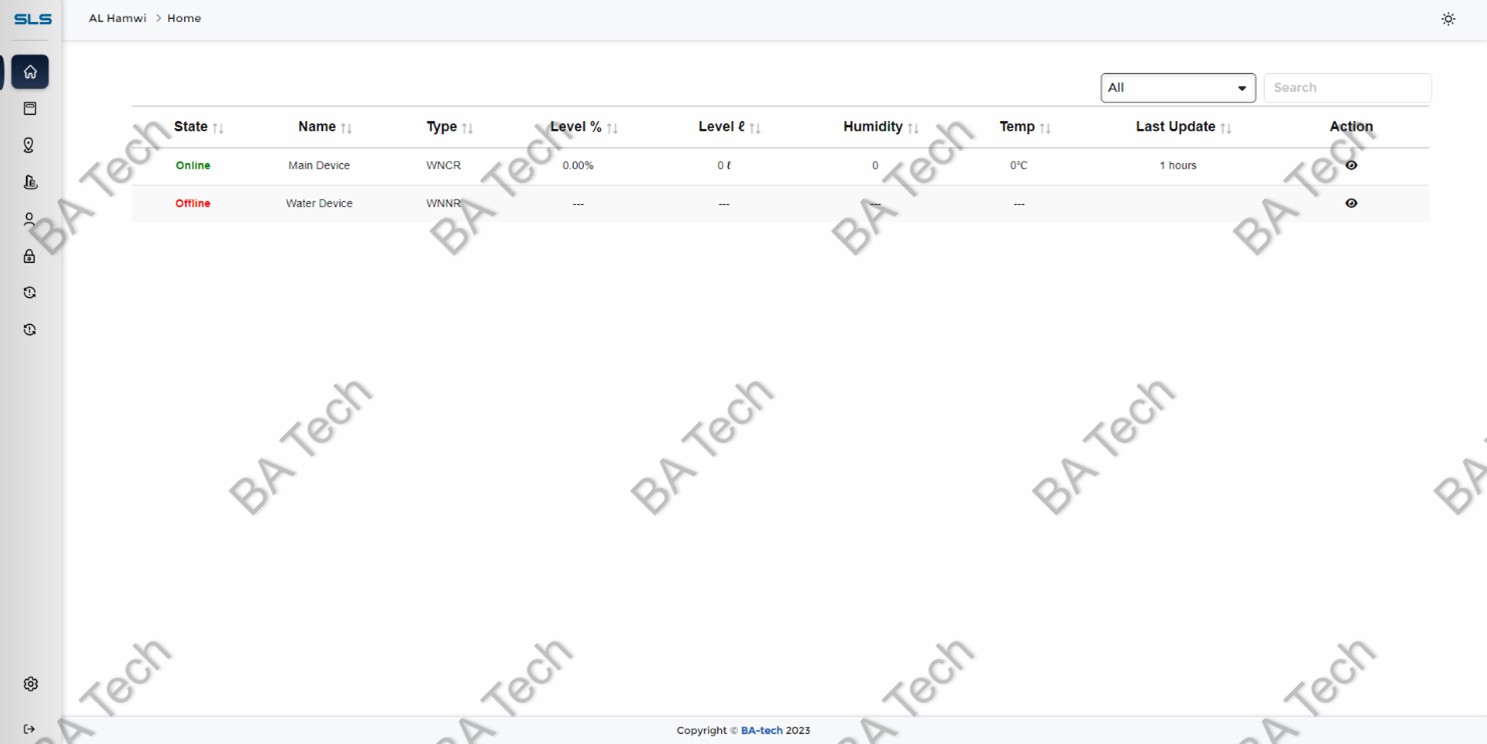 SLS
AL Hamwi > Home
All
Search
State ↑↓ Name ↑↓ Type ↑↓ Level % ↑↓ Level ℓ ↑↓ Humidity ↑↓ Temp ↑↓ Last Update ↑↓ Action
Online Main Device WNCR 0.00% 0 ℓ 0 0°C 1 hours
Offline Water Device WNNR --- --- --- ---
BA Tech BA Tech BA Tech BA Tech
BA Tech BA Tech BA Tech BA
BA Tech BA Tech BA Tech BA Tech
Copyright © BA-tech 2023